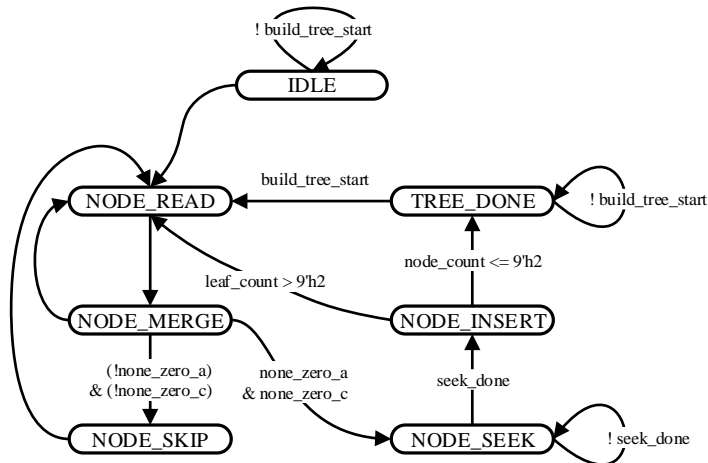 ! build_tree_start
IDLE
build_tree_start
NODE_READ
TREE_DONE
! build_tree_start
node_count <= 9'h2
leaf_count > 9'h2
NODE_MERGE
NODE_INSERT
(!none_zero_a)
& (!none_zero_c)
none_zero_a
& none_zero_c
seek_done
NODE_SKIP
NODE_SEEK
! seek_done